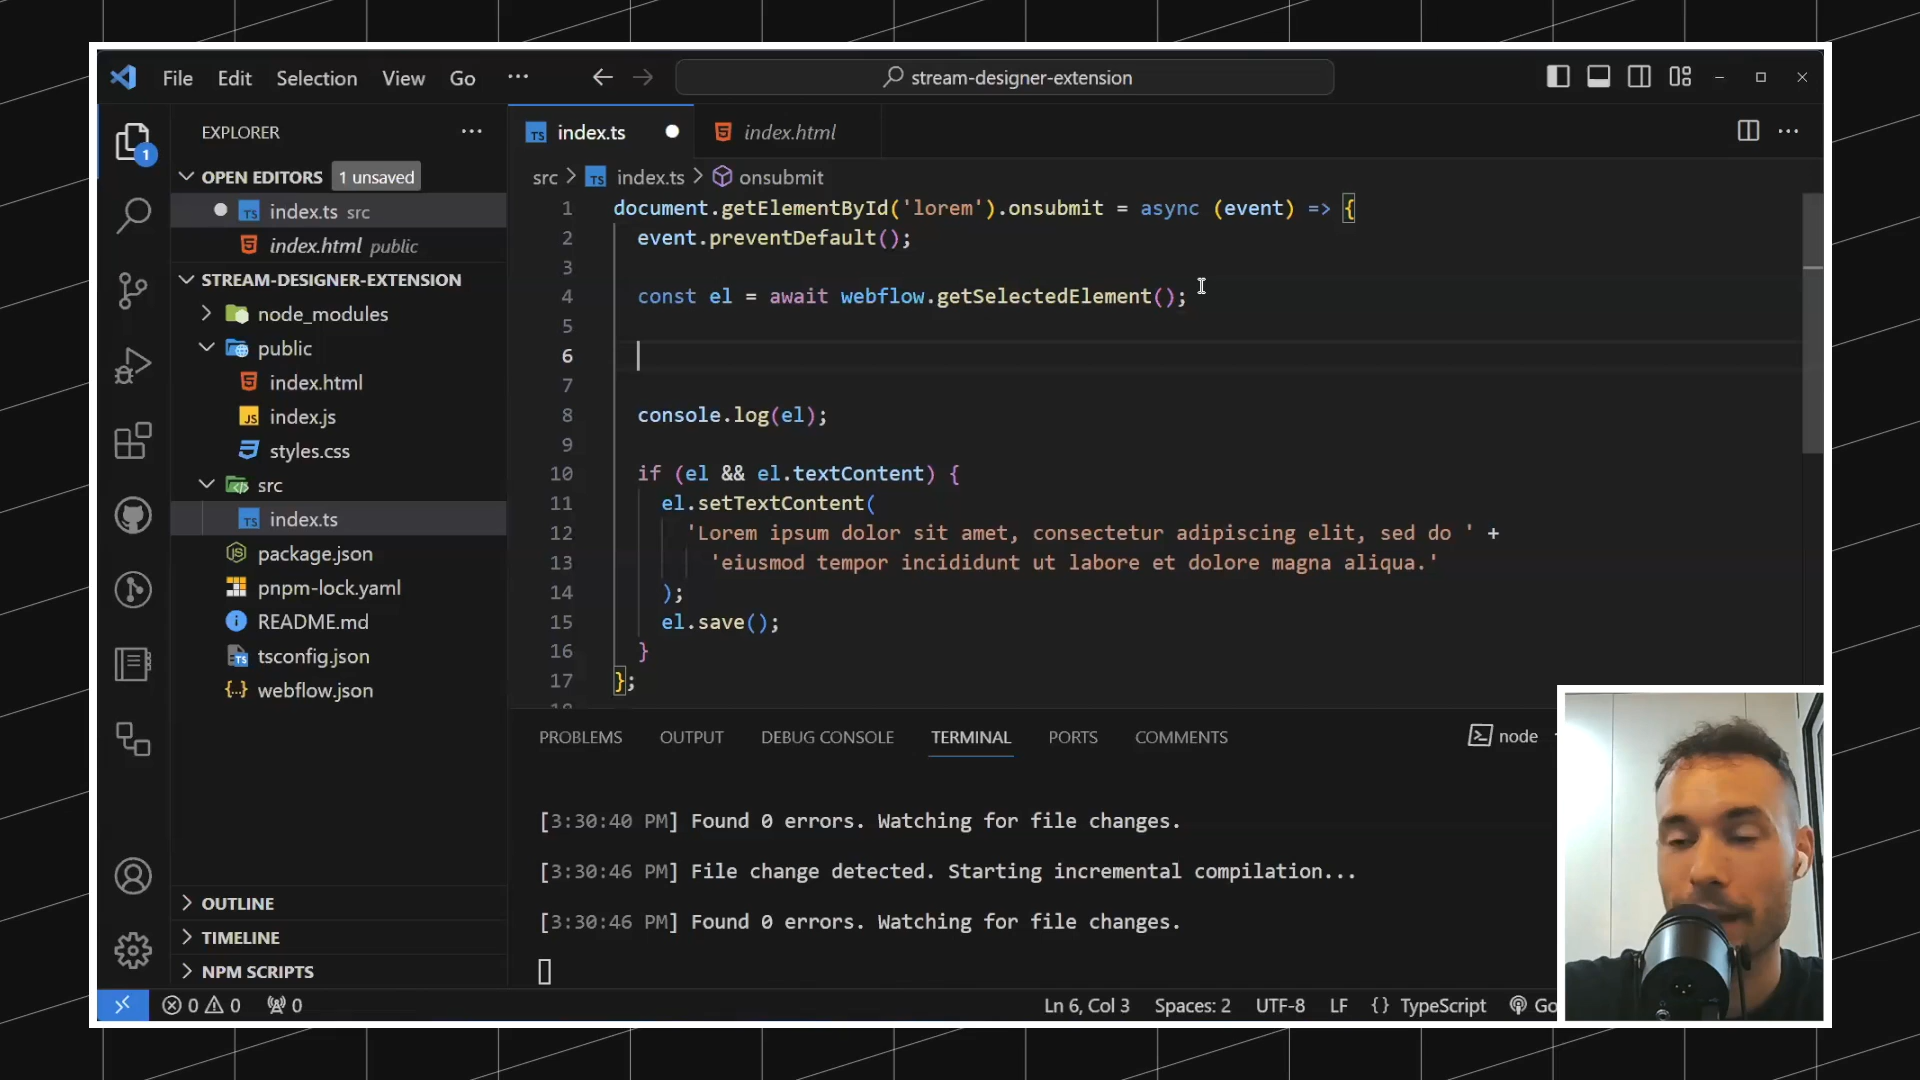 File Edit Selection View Go ··· stream-designer-extension
EXPLORER
OPEN EDITORS 1 unsaved
index.ts src
index.html public
STREAM-DESIGNER-EXTENSION
node_modules
public
index.html
index.js
styles.css
src
index.ts
package.json
pnpm-lock.yaml
README.md
tsconfig.json
webflow.json
OUTLINE
TIMELINE
NPM SCRIPTS
1
TS index.ts index.html
src > TS index.ts > onsubmit
1 document.getElementById('lorem').onsubmit = async (event) => {
2 event.preventDefault();
3
4 const el = await webflow.getSelectedElement();
5
6
7
8 console.log(el);
9
10 if (el && el.textContent) {
11 el.setTextContent(
12 'Lorem ipsum dolor sit amet, consectetur adipiscing elit, sed do ' +
13 'eiusmod tempor incididunt ut labore et dolore magna aliqua.'
14 );
15 el.save();
16 }
17 };
PROBLEMS OUTPUT DEBUG CONSOLE TERMINAL PORTS COMMENTS node
[3:30:40 PM] Found 0 errors. Watching for file changes.
[3:30:46 PM] File change detected. Starting incremental compilation...
[3:30:46 PM] Found 0 errors. Watching for file changes.
0 0 0 Ln 6, Col 3 Spaces: 2 UTF-8 LF {} TypeScript Go